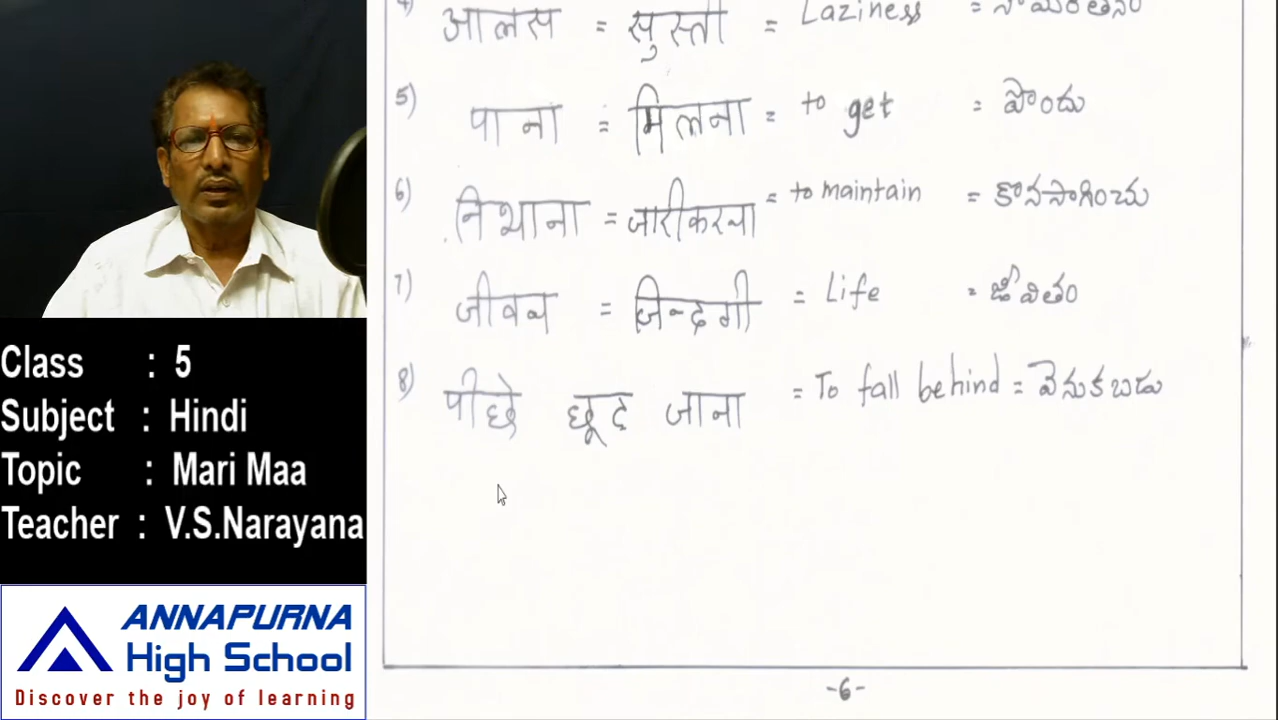 4) आलस = सुस्ती = Laziness =
5) पाना = मिलना = to get = పొందు
6) निभाना = जारी करना = to maintain = కొనసాగించు
7) जीवन = जिन्दगी = Life = జీవితం
8) पीछे छूट जाना = To fall behind = వెనుకబడు
-6-
Class : 5
Subject : Hindi
Topic : Mari Maa
Teacher : V.S.Narayana
ANNAPURNA
High School
Discover the joy of learning